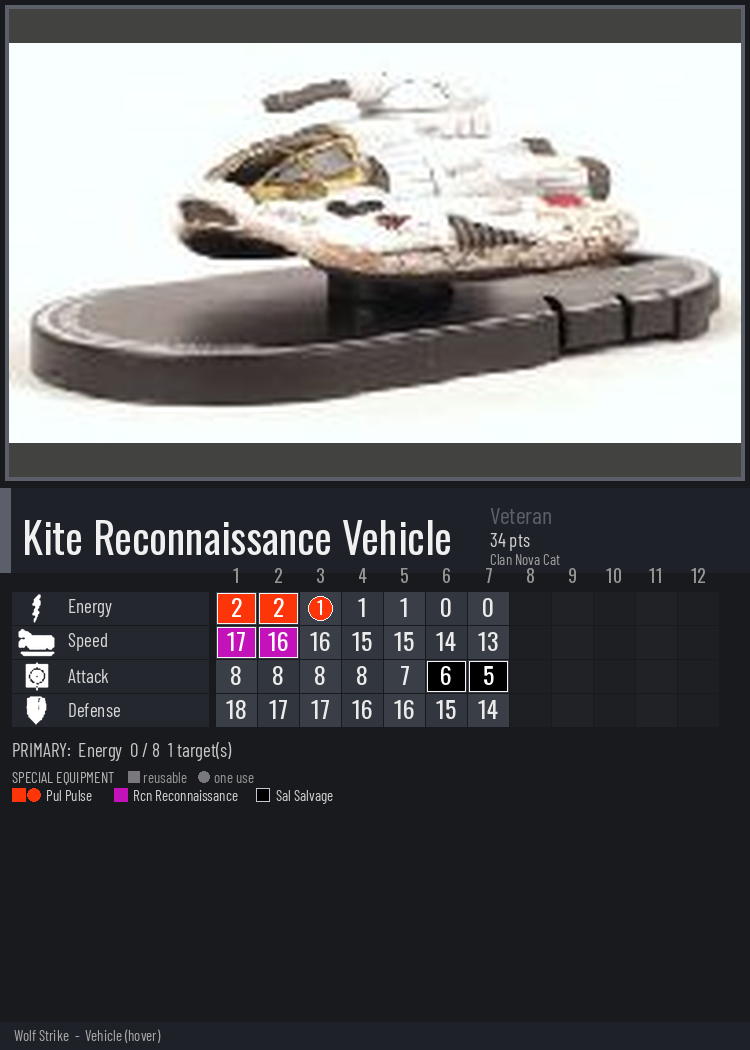 Kite Reconnaissance Vehicle
Veteran
34 pts
Clan Nova Cat
1 2 3 4 5 6 7 8 9 10 11 12
Energy 2 2 1 1 1 0 0
Speed 17 16 16 15 15 14 13
Attack 8 8 8 8 7 6 5
Defense 18 17 17 16 16 15 14
PRIMARY: Energy 0 / 8 1 target(s)
SPECIAL EQUIPMENT reusable one use
Pul Pulse Rcn Reconnaissance Sal Salvage
Wolf Strike - Vehicle (hover)